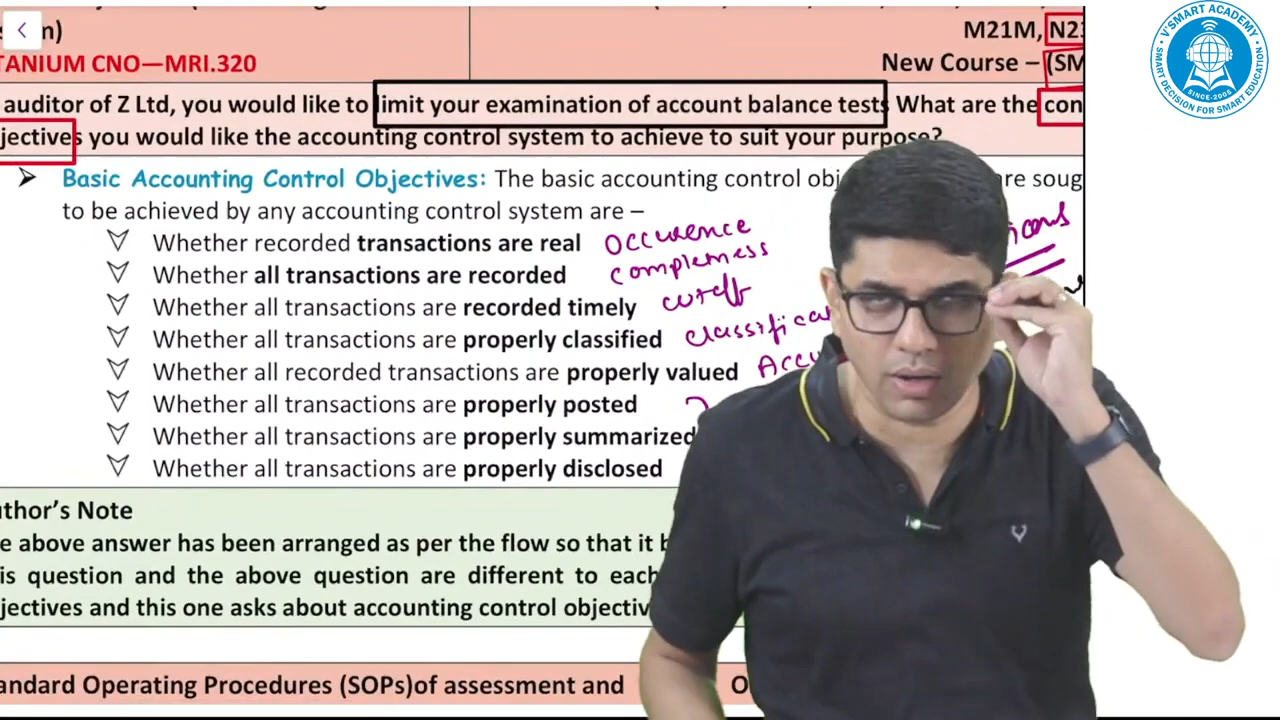 M21M, N23
TANIUM CNO—MRI.320
New Course – (SM
auditor of Z Ltd, you would like to limit your examination of account balance tests What are the con
jectives you would like the accounting control system to achieve to suit your purpose?
Basic Accounting Control Objectives: The basic accounting control obj re soug
to be achieved by any accounting control system are –
Whether recorded transactions are real Occurence
Whether all transactions are recorded complemess
Whether all transactions are recorded timely cutoff
Whether all transactions are properly classified classifica
Whether all recorded transactions are properly valued Accu
Whether all transactions are properly posted
Whether all transactions are properly summarized
Whether all transactions are properly disclosed
thor's Note
e above answer has been arranged as per the flow so that it b
is question and the above question are different to each
jectives and this one asks about accounting control objectiv
andard Operating Procedures (SOPs)of assessment and O
V'SMART ACADEMY
SMART DECISION FOR SMART EDUCATION
SINCE-2005